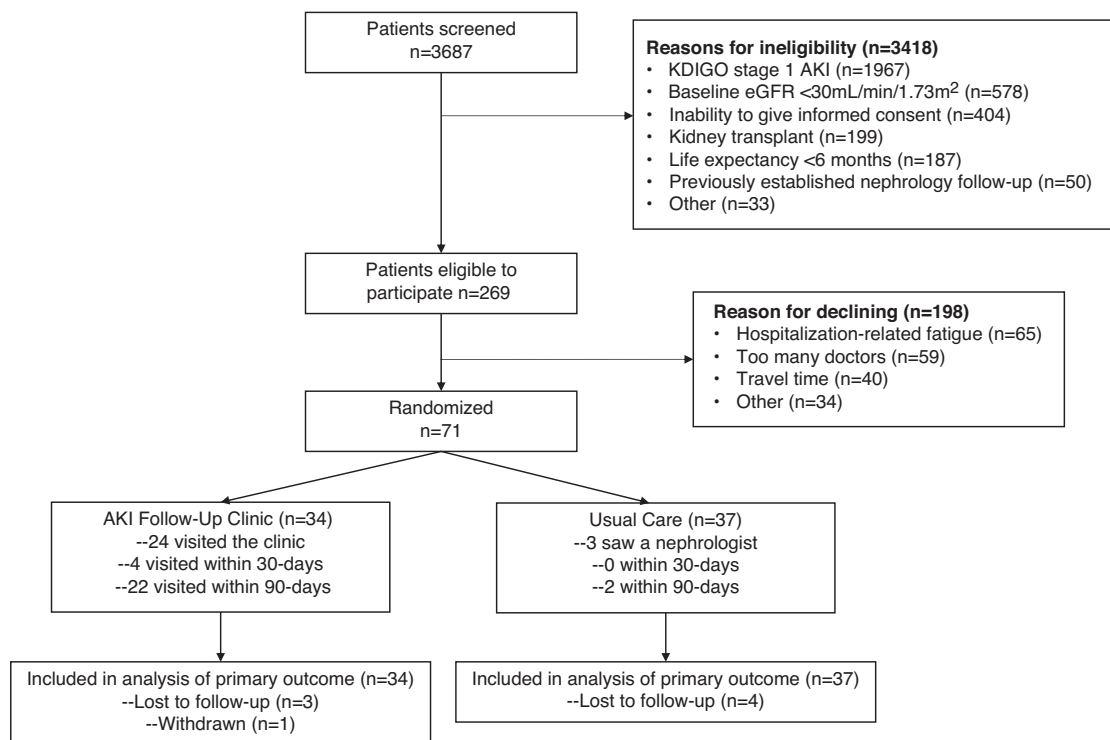 Patients screened
n=3687
Reasons for ineligibility (n=3418)
• KDIGO stage 1 AKI (n=1967)
• Baseline eGFR <30mL/min/1.73m² (n=578)
• Inability to give informed consent (n=404)
• Kidney transplant (n=199)
• Life expectancy <6 months (n=187)
• Previously established nephrology follow-up (n=50)
• Other (n=33)
Patients eligible to
participate n=269
Reason for declining (n=198)
• Hospitalization-related fatigue (n=65)
• Too many doctors (n=59)
• Travel time (n=40)
• Other (n=34)
Randomized
n=71
AKI Follow-Up Clinic (n=34)
--24 visited the clinic
--4 visited within 30-days
--22 visited within 90-days
Usual Care (n=37)
--3 saw a nephrologist
--0 within 30-days
--2 within 90-days
Included in analysis of primary outcome (n=34)
--Lost to follow-up (n=3)
--Withdrawn (n=1)
Included in analysis of primary outcome (n=37)
--Lost to follow-up (n=4)